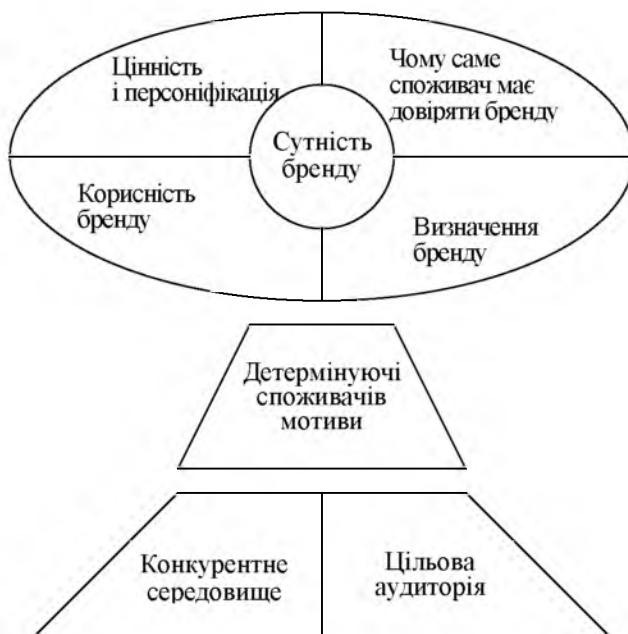 Цінність
і персоніфікація
Чому саме
споживач має
довіряти бренду
Сутність
бренду
Корисність
бренду
Визначення
бренду
Детермінуючі
споживачів
мотиви
Конкурентне
середовище
Цільова
аудиторія